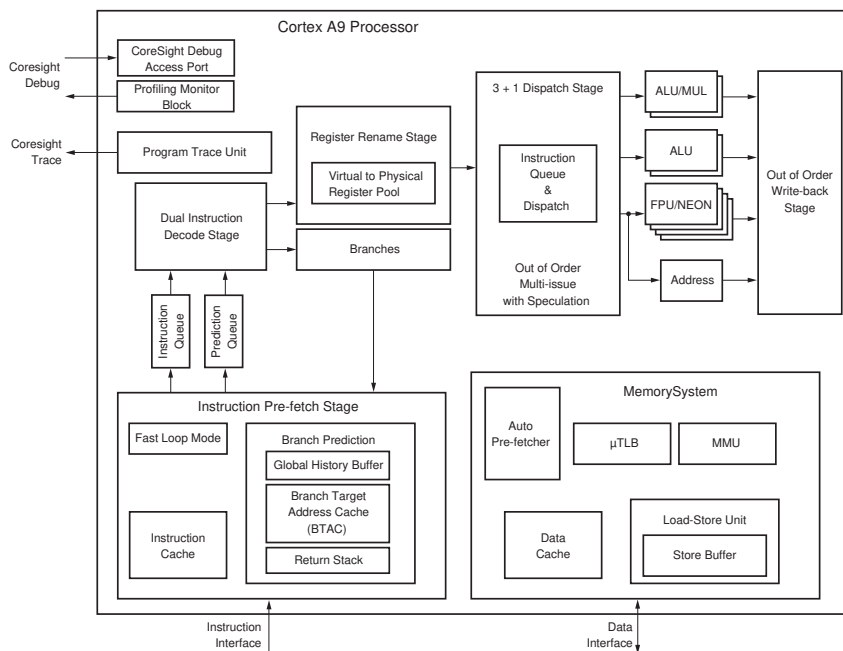 Cortex A9 Processor
CoreSight Debug
Access Port
Coresight
Debug
Profiling Monitor
Block
Coresight
Trace
Program Trace Unit
Register Rename Stage
Virtual to Physical
Register Pool
Dual Instruction
Decode Stage
Branches
3 + 1 Dispatch Stage
Instruction
Queue
&
Dispatch
Out of Order
Multi-issue
with Speculation
ALU/MUL
ALU
FPU/NEON
Address
Out of Order
Write-back
Stage
Instruction
Queue
Prediction
Queue
Instruction Pre-fetch Stage
Fast Loop Mode
Branch Prediction
Global History Buffer
Branch Target
Address Cache
(BTAC)
Return Stack
Instruction
Cache
MemorySystem
Auto
Pre-fetcher
µTLB
MMU
Data
Cache
Load-Store Unit
Store Buffer
Instruction
Interface
Data
Interface